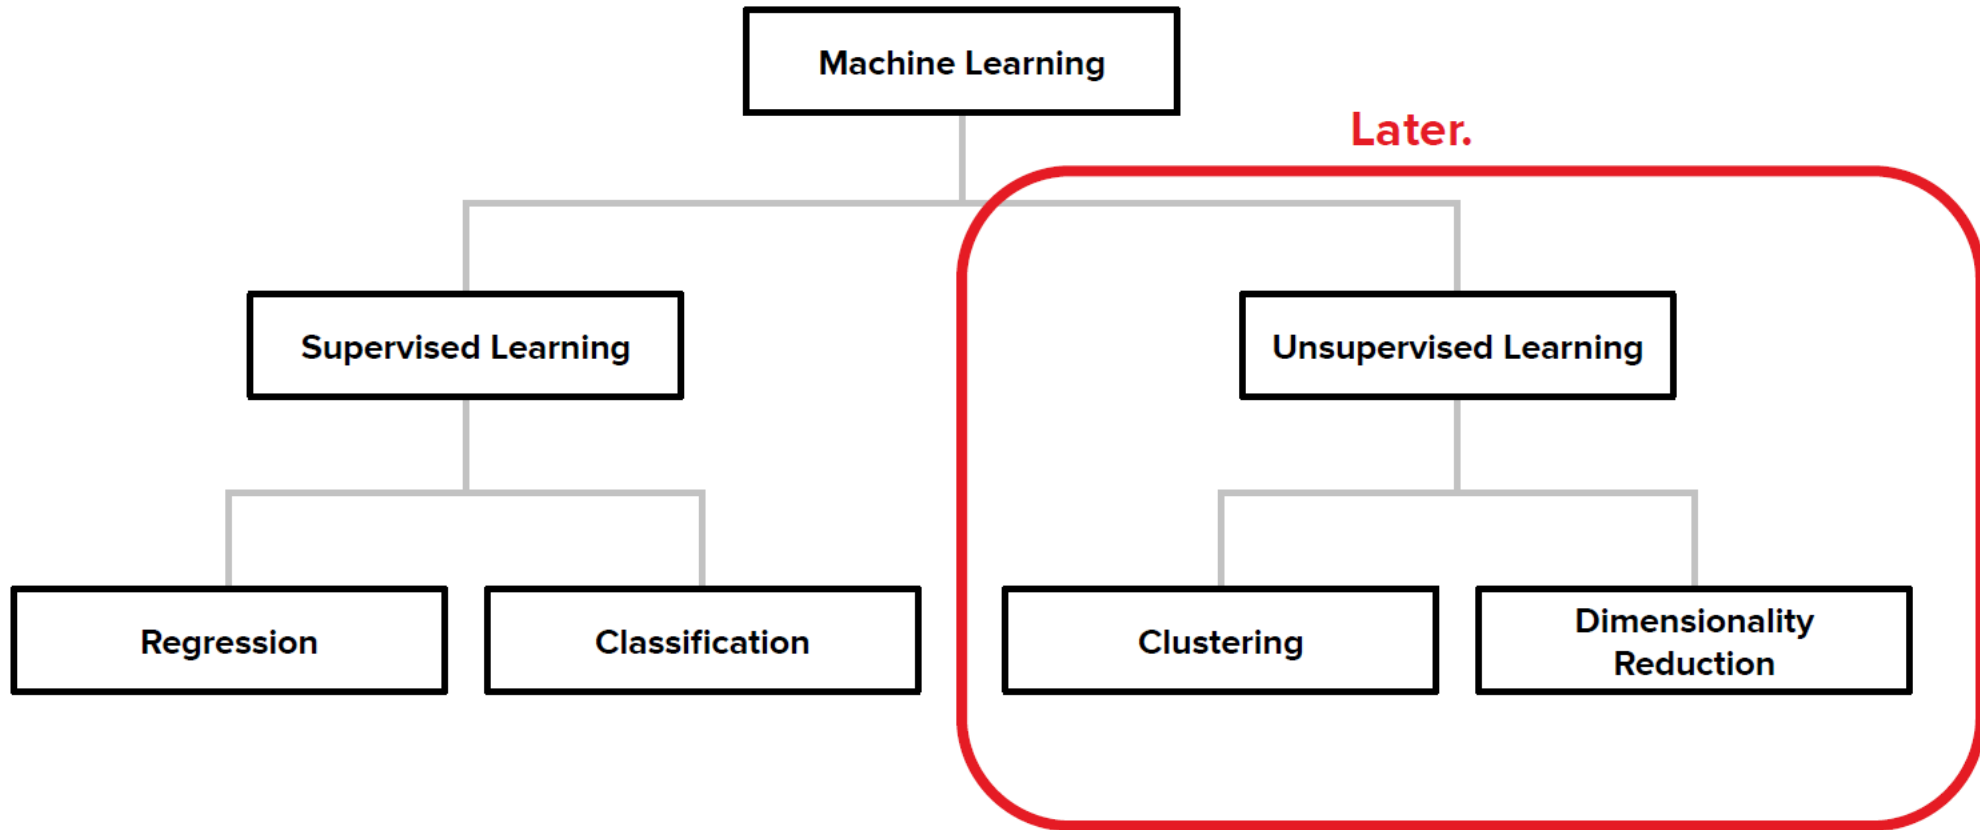 Machine Learning
Later.
Supervised Learning
Unsupervised Learning
Regression
Classification
Clustering
Dimensionality
Reduction